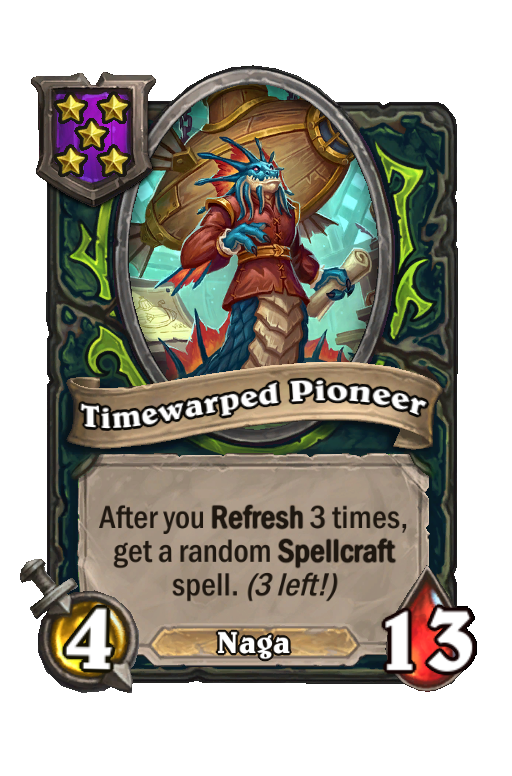 Timewarped Pioneer
After you Refresh 3 times,
get a random Spellcraft
spell. (3 left!)
4
Naga
13